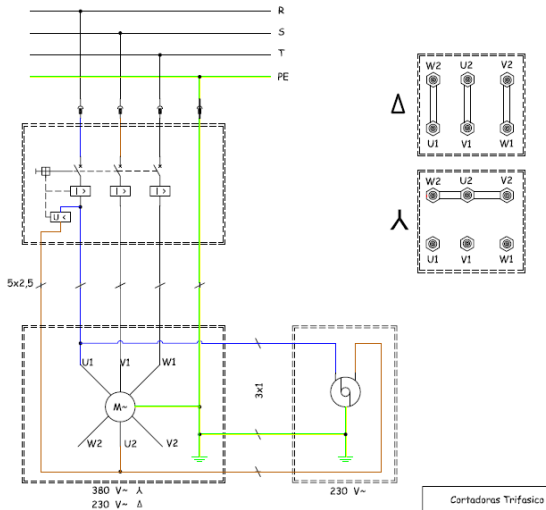 R
S
T
PE
W2 U2 V2
Δ
U1 V1 W1
W2 U2 V2
U1 V1 W1
I> I> I>
U <
5x2,5
U1 V1 W1
M~
W2 U2 V2
3x1
380 V~ ⅄
230 V~ Δ
230 V~
Cortadoras Trifasico